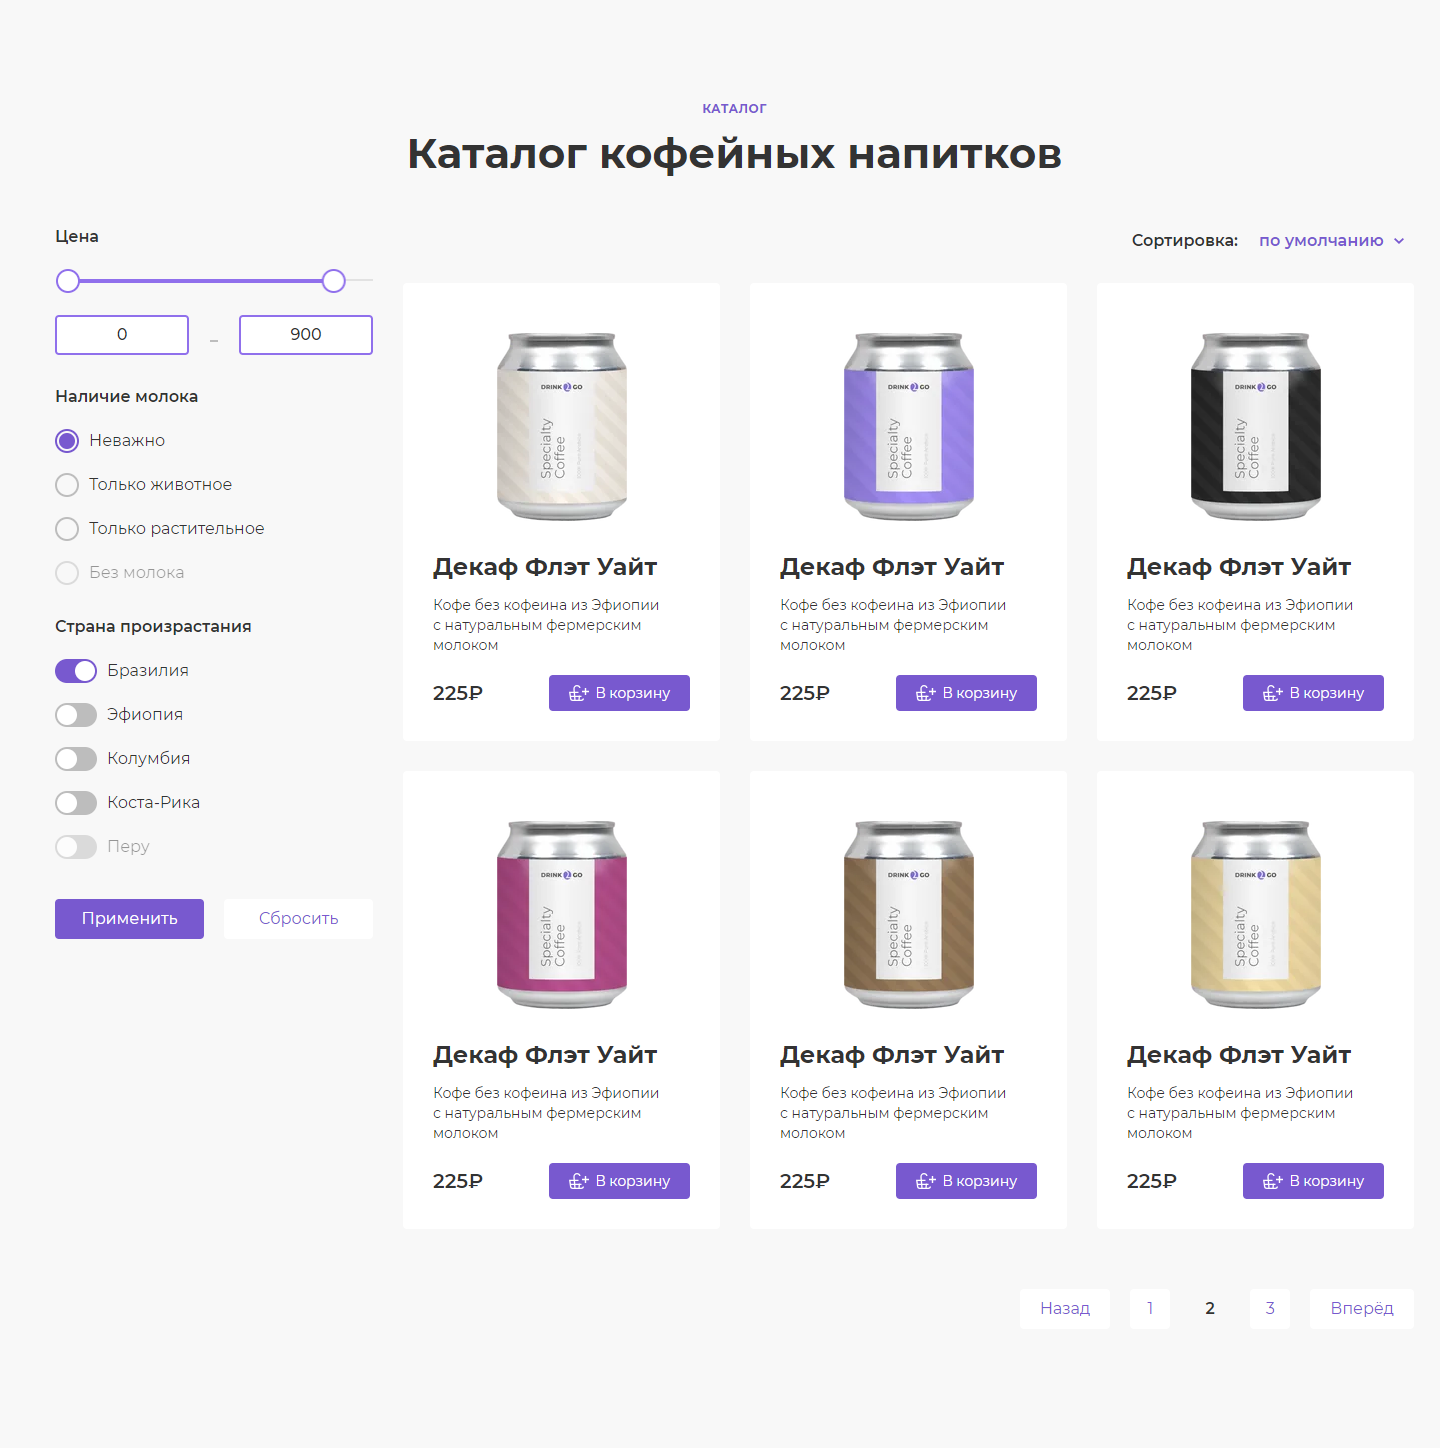 КАТАЛОГ
Каталог кофейных напитков
Цена
0
–
900
Наличие молока
Неважно
Только животное
Только растительное
Без молока
Страна произрастания
Бразилия
Эфиопия
Колумбия
Коста-Рика
Перу
Применить
Сбросить
Сортировка:
по умолчанию
DRINK 2 GO
Specialty
Coffee
Декаф Флэт Уайт
Кофе без кофеина из Эфиопии
с натуральным фермерским
молоком
225₽
В корзину
DRINK 2 GO
Specialty
Coffee
Декаф Флэт Уайт
Кофе без кофеина из Эфиопии
с натуральным фермерским
молоком
225₽
В корзину
DRINK 2 GO
Specialty
Coffee
Декаф Флэт Уайт
Кофе без кофеина из Эфиопии
с натуральным фермерским
молоком
225₽
В корзину
DRINK 2 GO
Specialty
Coffee
Декаф Флэт Уайт
Кофе без кофеина из Эфиопии
с натуральным фермерским
молоком
225₽
В корзину
DRINK 2 GO
Specialty
Coffee
Декаф Флэт Уайт
Кофе без кофеина из Эфиопии
с натуральным фермерским
молоком
225₽
В корзину
DRINK 2 GO
Specialty
Coffee
Декаф Флэт Уайт
Кофе без кофеина из Эфиопии
с натуральным фермерским
молоком
225₽
В корзину
Назад
1
2
3
Вперёд